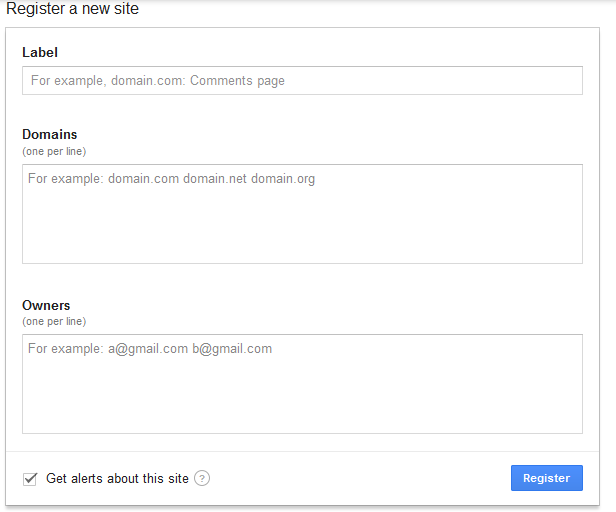 Register a new site
Label
For example, domain.com: Comments page
Domains
(one per line)
For example: domain.com domain.net domain.org
Owners
(one per line)
For example: a@gmail.com b@gmail.com
Get alerts about this site ?
Register